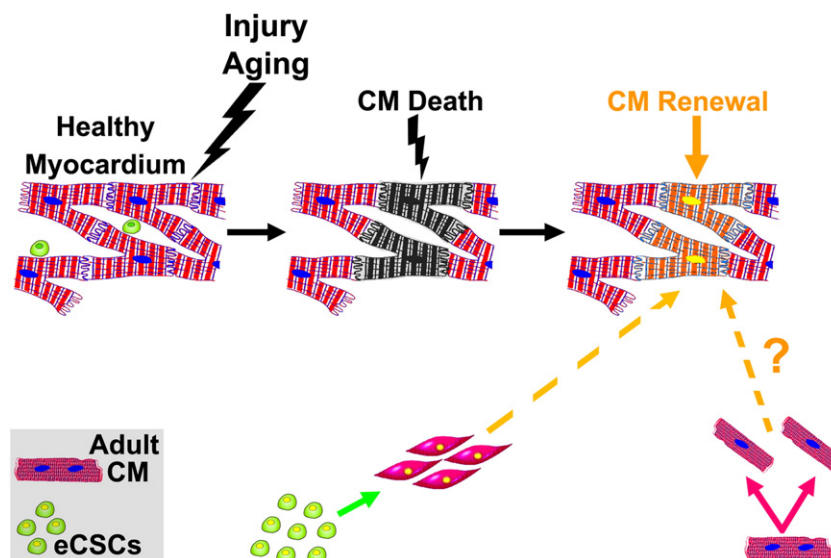 Injury
Aging
Healthy
Myocardium
CM Death
CM Renewal
?
Adult
CM
eCSCs